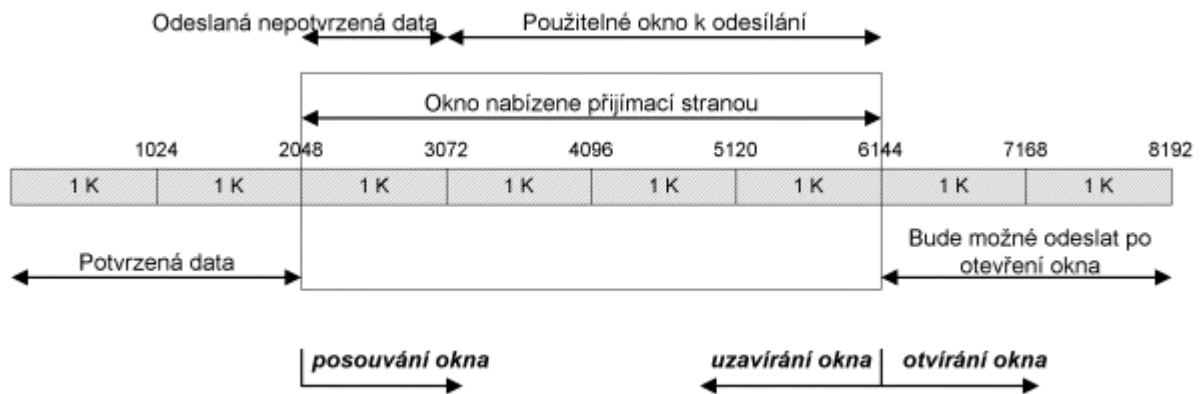 Odeslaná nepotvrzená data Použitelné okno k odesílání
Okno nabízene přijímací stranou
1024 2048 3072 4096 5120 6144 7168 8192
1 K 1 K 1 K 1 K 1 K 1 K 1 K 1 K
Potvrzená data
Bude možné odeslat po
otevření okna
posouvání okna uzavírání okna otvírání okna